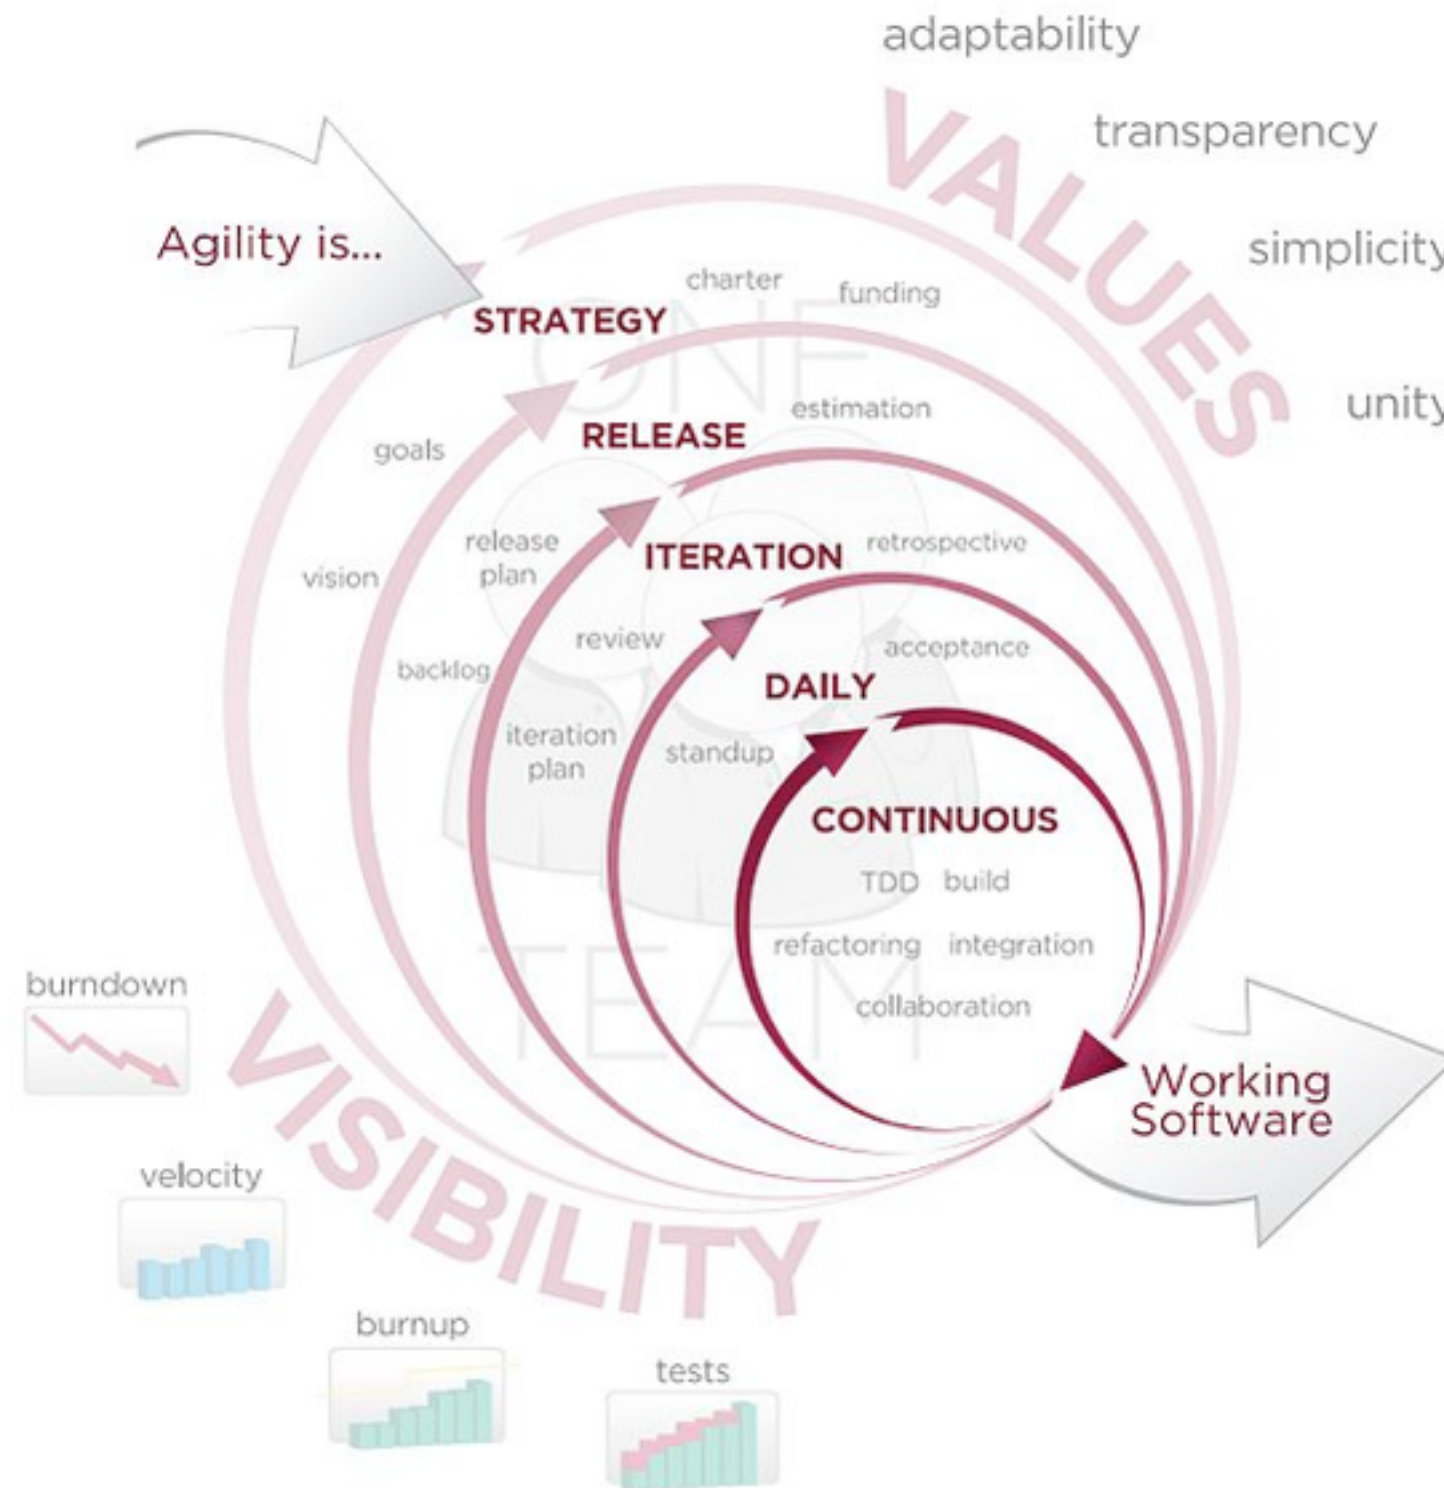 adaptability
transparency
VALUES
simplicity
unity
Agility is...
STRATEGY
charter
funding
goals
vision
ONE
RELEASE
estimation
release
plan
backlog
ITERATION
retrospective
review
iteration
plan
DAILY
acceptance
standup
CONTINUOUS
TDD build
refactoring integration
collaboration
TEAM
Working
Software
VISIBILITY
burndown
velocity
burnup
tests